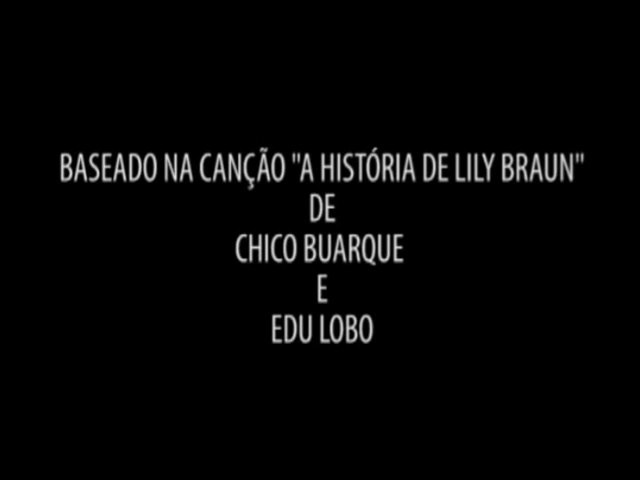 BASEADO NA CANÇÃO "A HISTÓRIA DE LILY BRAUN"
DE
CHICO BUARQUE
E
EDU LOBO